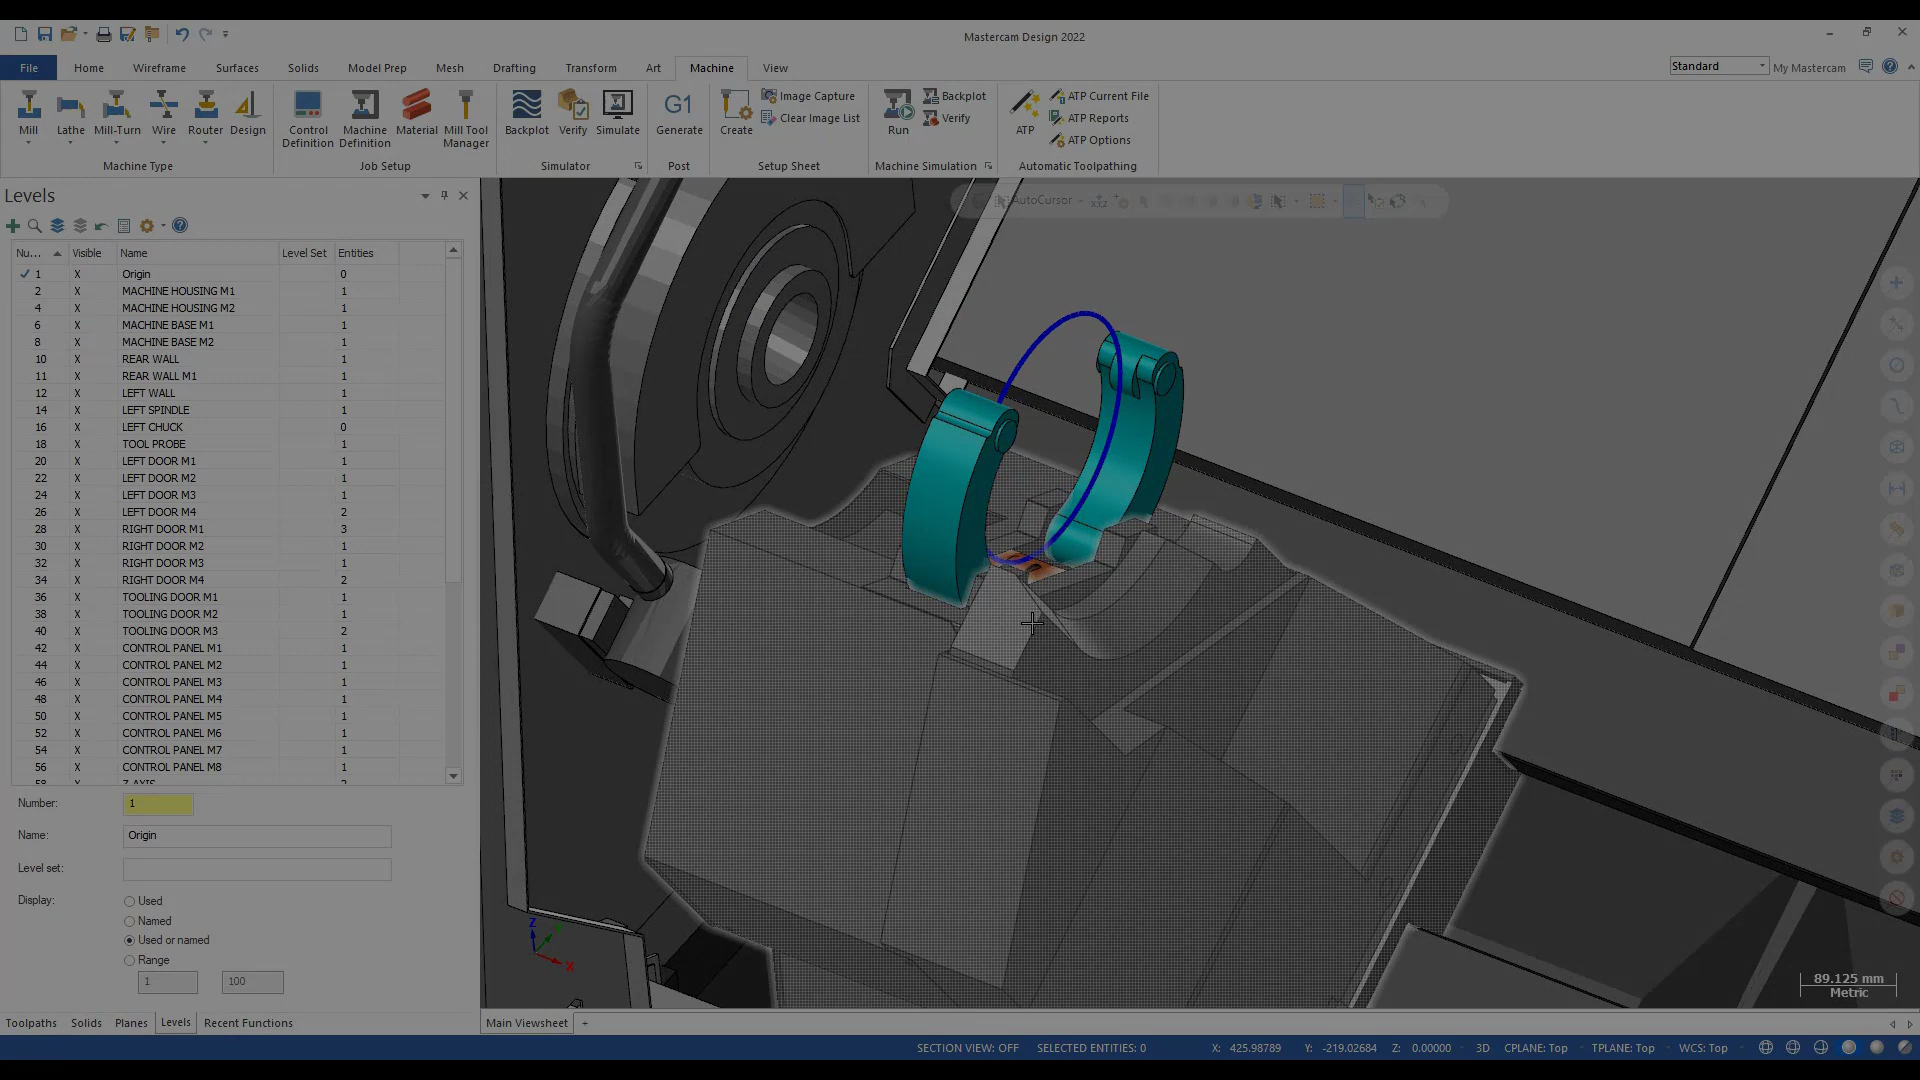 Mastercam Design 2022
File Home Wireframe Surfaces Solids Model Prep Mesh Drafting Transform Art Machine View
Standard My Mastercam
Mill Lathe Mill-Turn Wire Router Design
Machine Type
Control Definition Machine Definition Material Mill Tool Manager
Job Setup
Backplot Verify Simulate
Simulator
G1
Generate
Post
Create Image Capture
Clear Image List
Setup Sheet
Run Backplot
Verify
Machine Simulation
ATP ATP Current File
ATP Reports
ATP Options
Automatic Toolpathing
Levels
AutoCursor
Nu... Visible Name Level Set Entities
1 X Origin 0
2 X MACHINE HOUSING M1 1
4 X MACHINE HOUSING M2 1
6 X MACHINE BASE M1 1
8 X MACHINE BASE M2 1
10 X REAR WALL 1
11 X REAR WALL M1 1
12 X LEFT WALL 1
14 X LEFT SPINDLE 1
16 X LEFT CHUCK 0
18 X TOOL PROBE 1
20 X LEFT DOOR M1 1
22 X LEFT DOOR M2 1
24 X LEFT DOOR M3 1
26 X LEFT DOOR M4 2
28 X RIGHT DOOR M1 3
30 X RIGHT DOOR M2 1
32 X RIGHT DOOR M3 1
34 X RIGHT DOOR M4 2
36 X TOOLING DOOR M1 1
38 X TOOLING DOOR M2 1
40 X TOOLING DOOR M3 2
42 X CONTROL PANEL M1 1
44 X CONTROL PANEL M2 1
46 X CONTROL PANEL M3 1
48 X CONTROL PANEL M4 1
50 X CONTROL PANEL M5 1
52 X CONTROL PANEL M6 1
54 X CONTROL PANEL M7 1
56 X CONTROL PANEL M8 1
58 X Z AXIS 2
Number: 1
Name: Origin
Level set:
Display: Used
Named
Used or named
Range
1 100
Z
X
89.125 mm
Metric
Toolpaths Solids Planes Levels Recent Functions
Main Viewsheet +
SECTION VIEW: OFF SELECTED ENTITIES: 0 X: 425.98789 Y: -219.02684 Z: 0.00000 3D CPLANE: Top TPLANE: Top WCS: Top